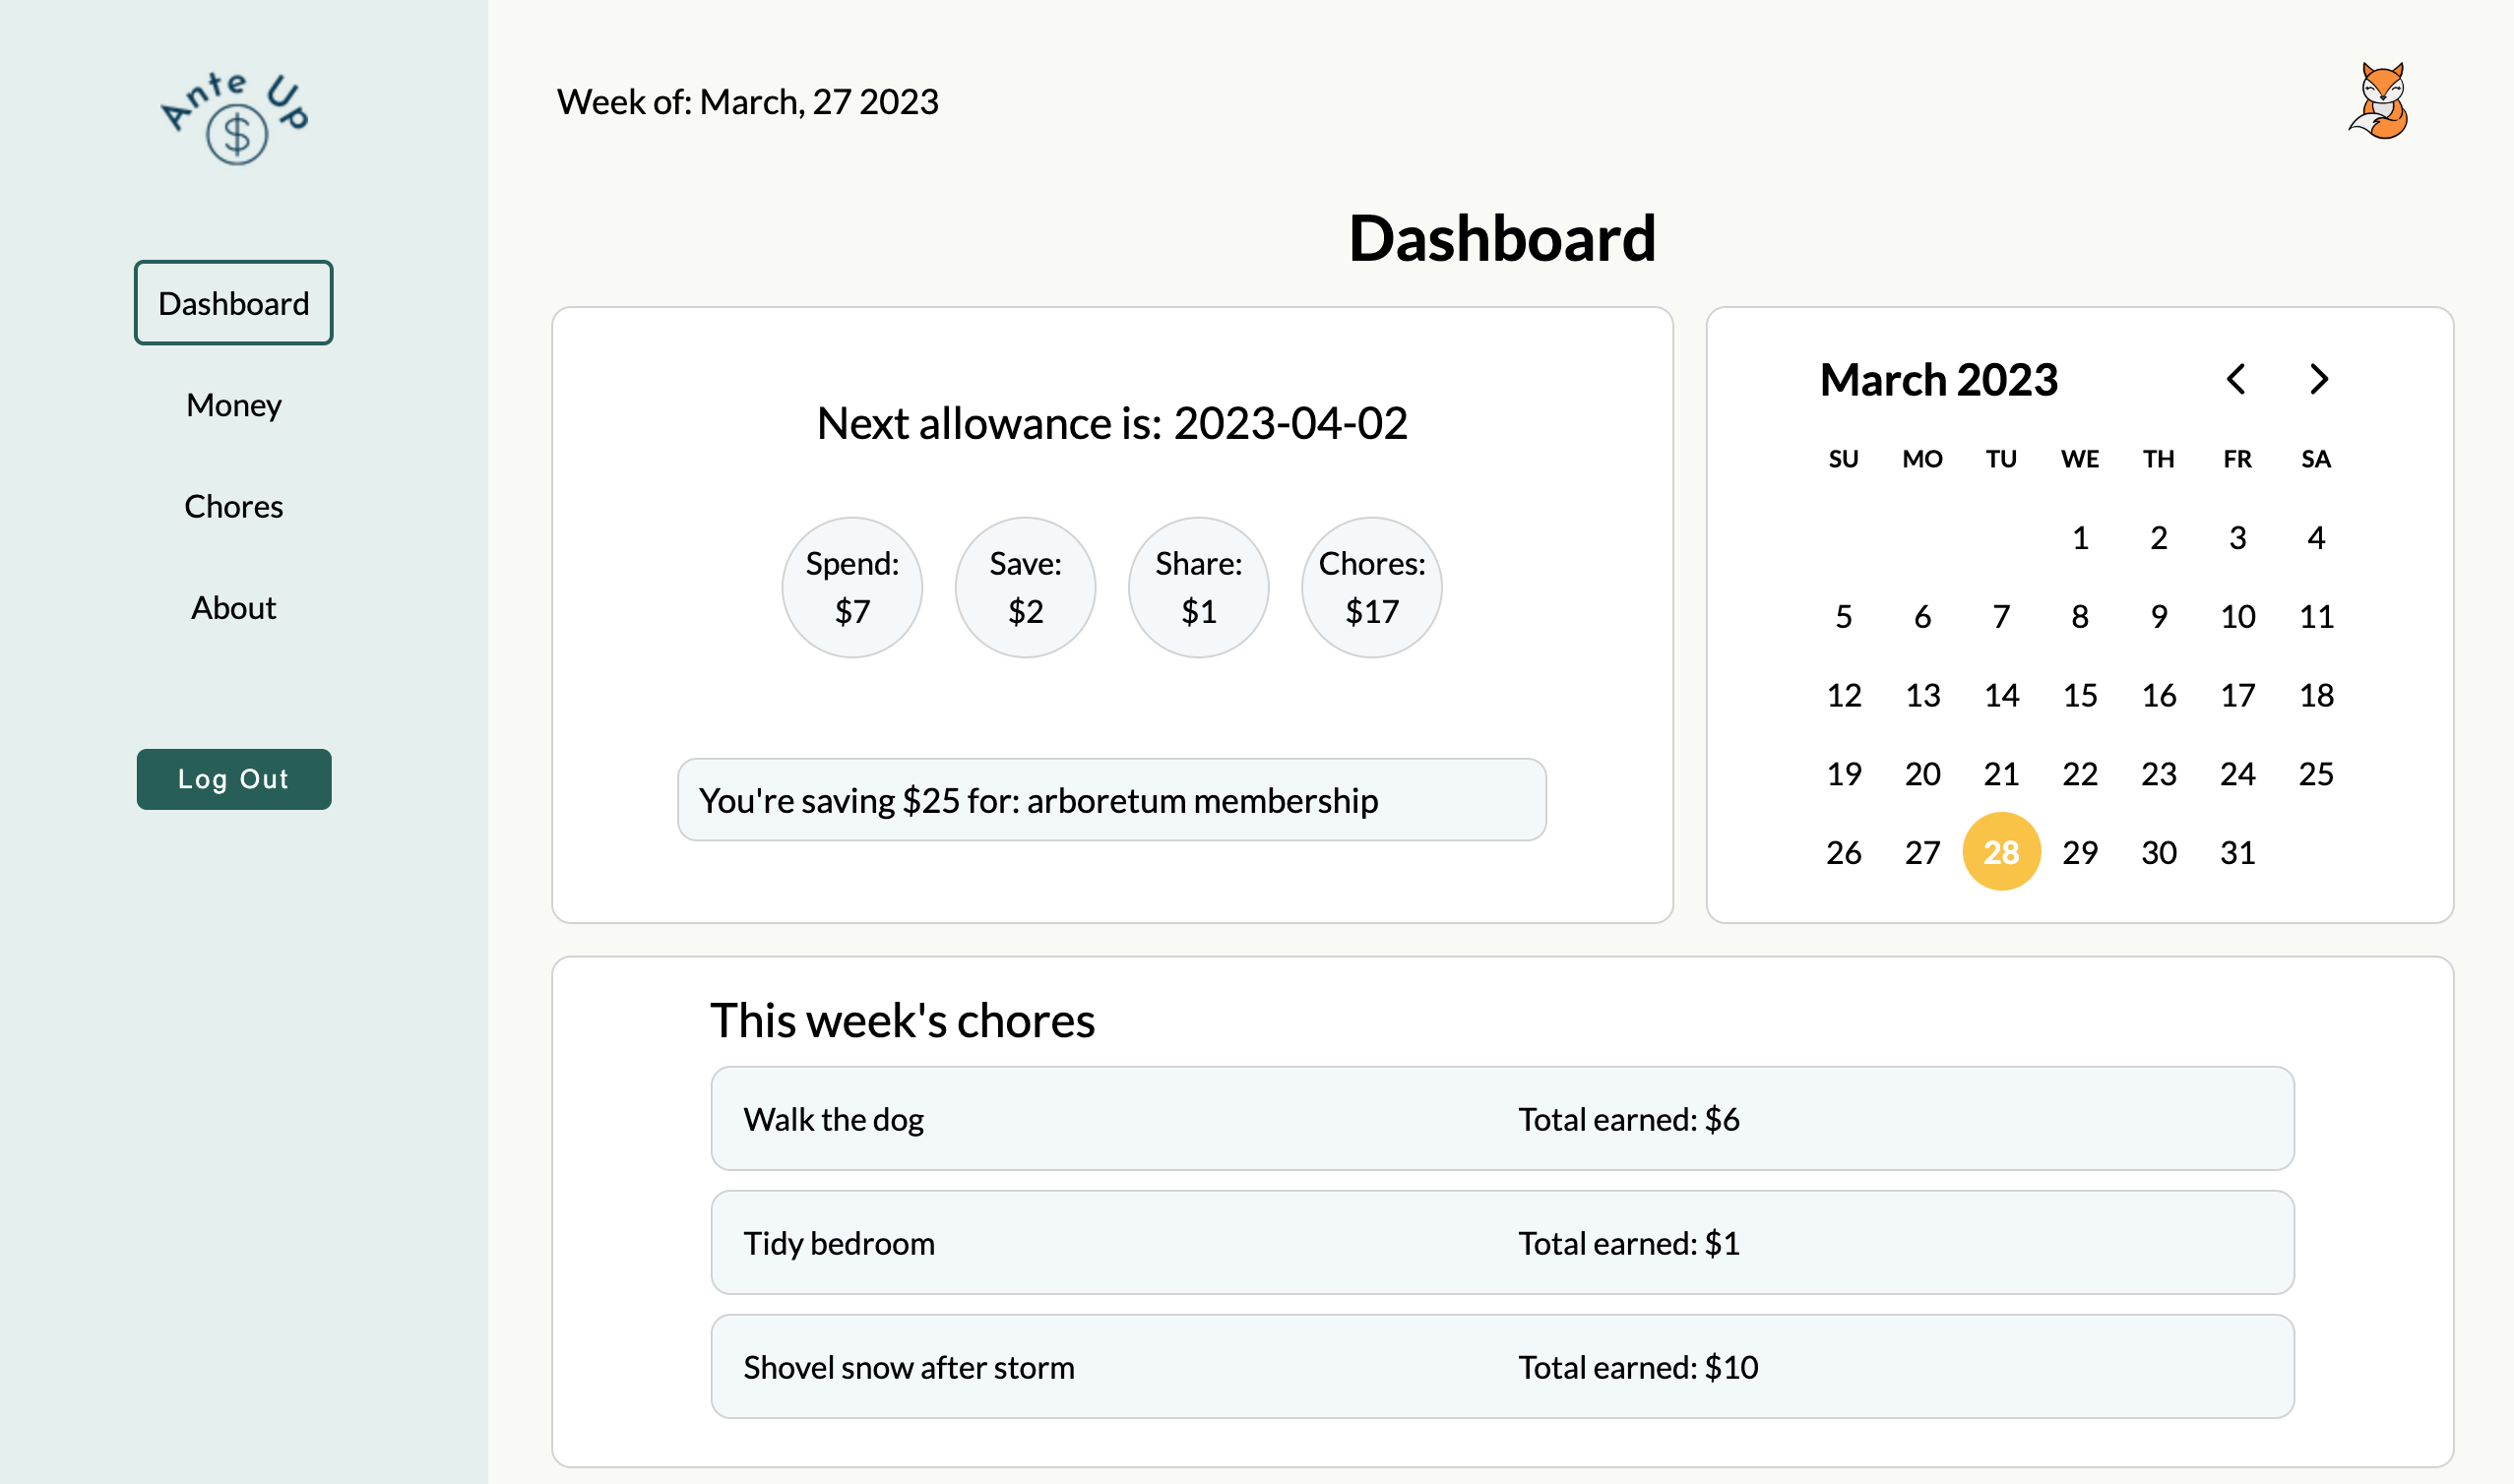 Ante Up
$
Dashboard
Money
Chores
About
Log Out
Week of: March, 27 2023
Dashboard
Next allowance is: 2023-04-02
Spend:
$7
Save:
$2
Share:
$1
Chores:
$17
You're saving $25 for: arboretum membership
March 2023
SU MO TU WE TH FR SA
1 2 3 4
5 6 7 8 9 10 11
12 13 14 15 16 17 18
19 20 21 22 23 24 25
26 27 28 29 30 31
This week's chores
Walk the dog Total earned: $6
Tidy bedroom Total earned: $1
Shovel snow after storm Total earned: $10